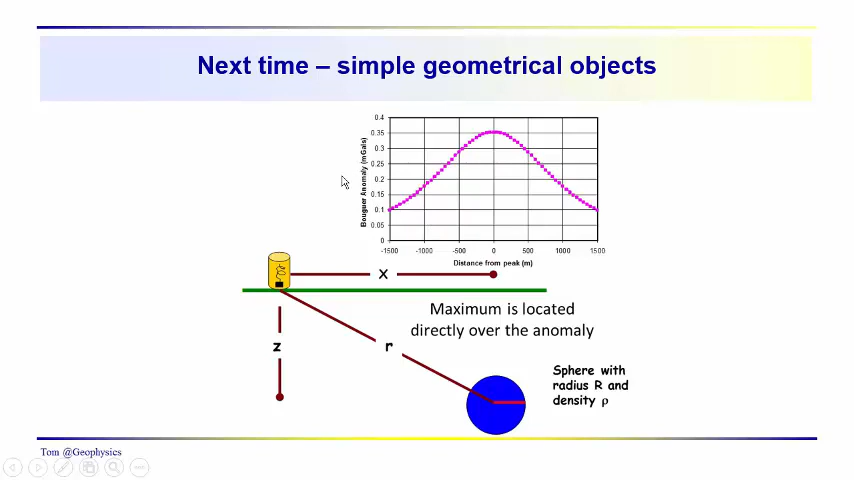 Next time – simple geometrical objects
0.4
0.35
0.3
0.25
0.2
0.15
0.1
0.05
0
Bouguer Anomaly (mGals)
-1500 -1000 -500 0 500 1000 1500
Distance from peak (m)
x
Maximum is located
directly over the anomaly
z
r
Sphere with
radius R and
density ρ
Tom @Geophysics